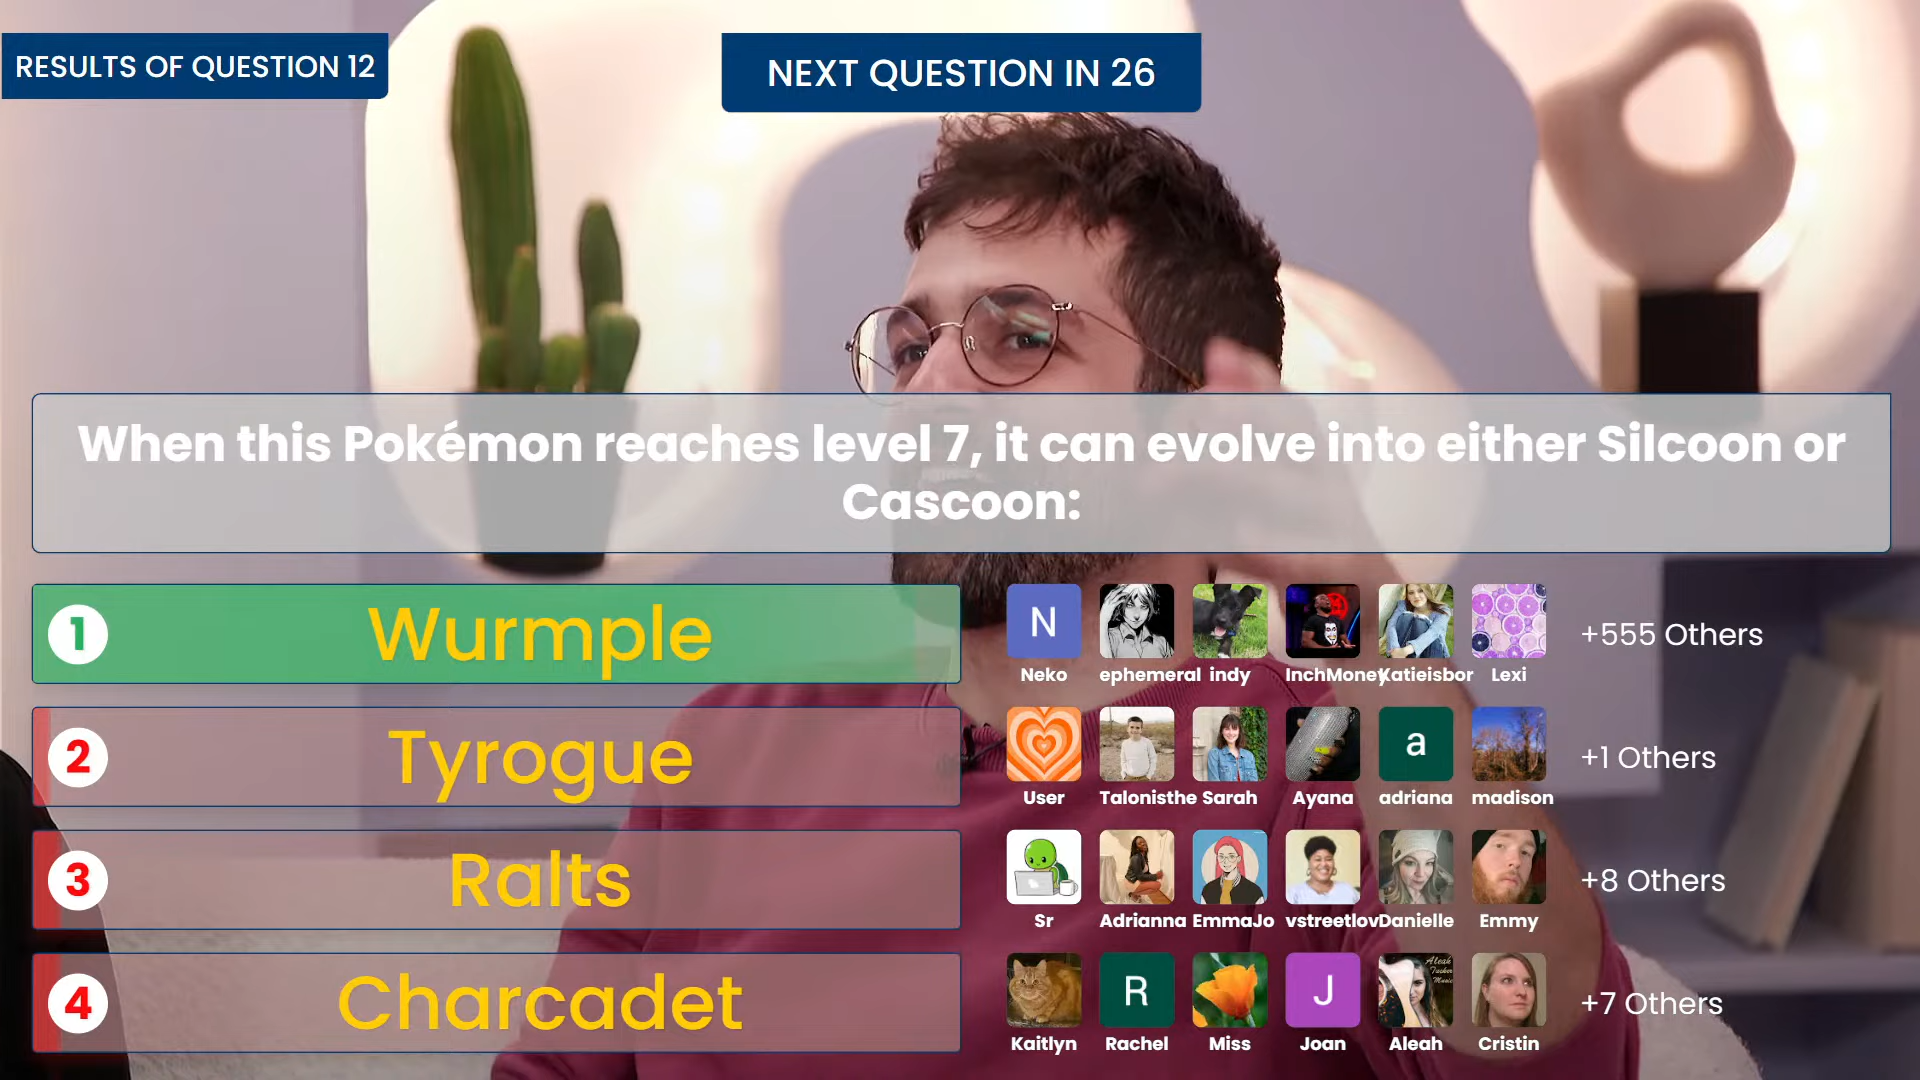 RESULTS OF QUESTION 12
NEXT QUESTION IN 26
When this Pokémon reaches level 7, it can evolve into either Silcoon or
Cascoon:
1 Wurmple
N
Neko ephemeral indy InchMoney Katieisbor Lexi
+555 Others
2 Tyrogue
a
User Talonisthe Sarah Ayana adriana madison
+1 Others
3 Ralts
Sr Adrianna EmmaJo vstreetlov Danielle Emmy
+8 Others
4 Charcadet
R J Aleah Tucker Music
Kaitlyn Rachel Miss Joan Aleah Cristin
+7 Others